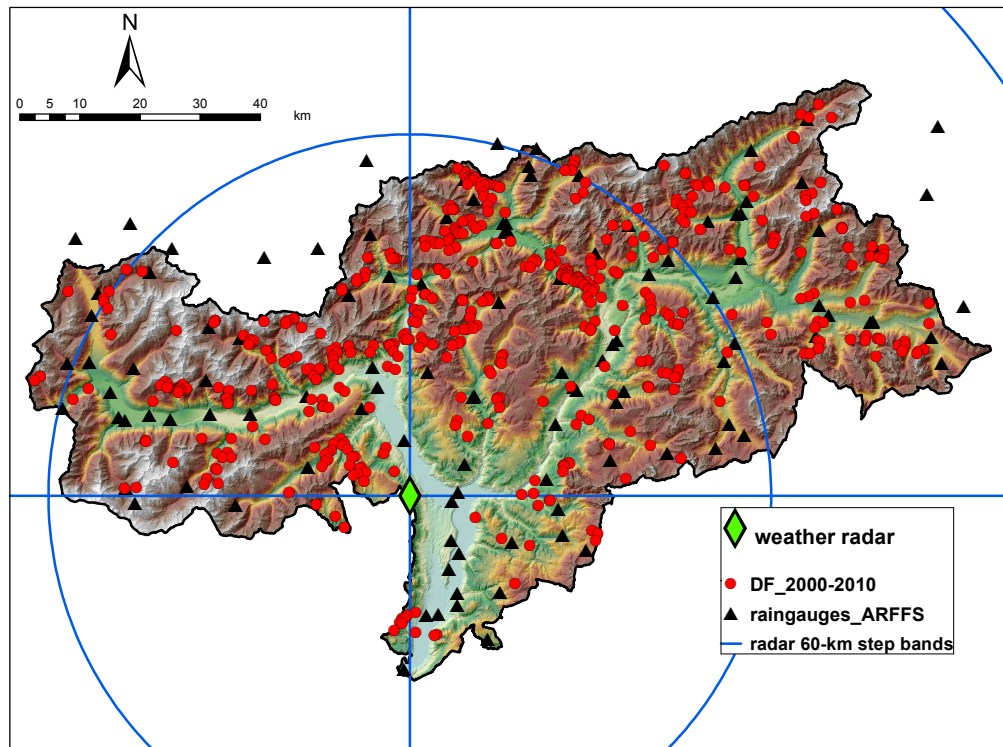 N
0 5 10 20 30 40
km
weather radar
DF_2000-2010
raingauges_ARFFS
radar 60-km step bands